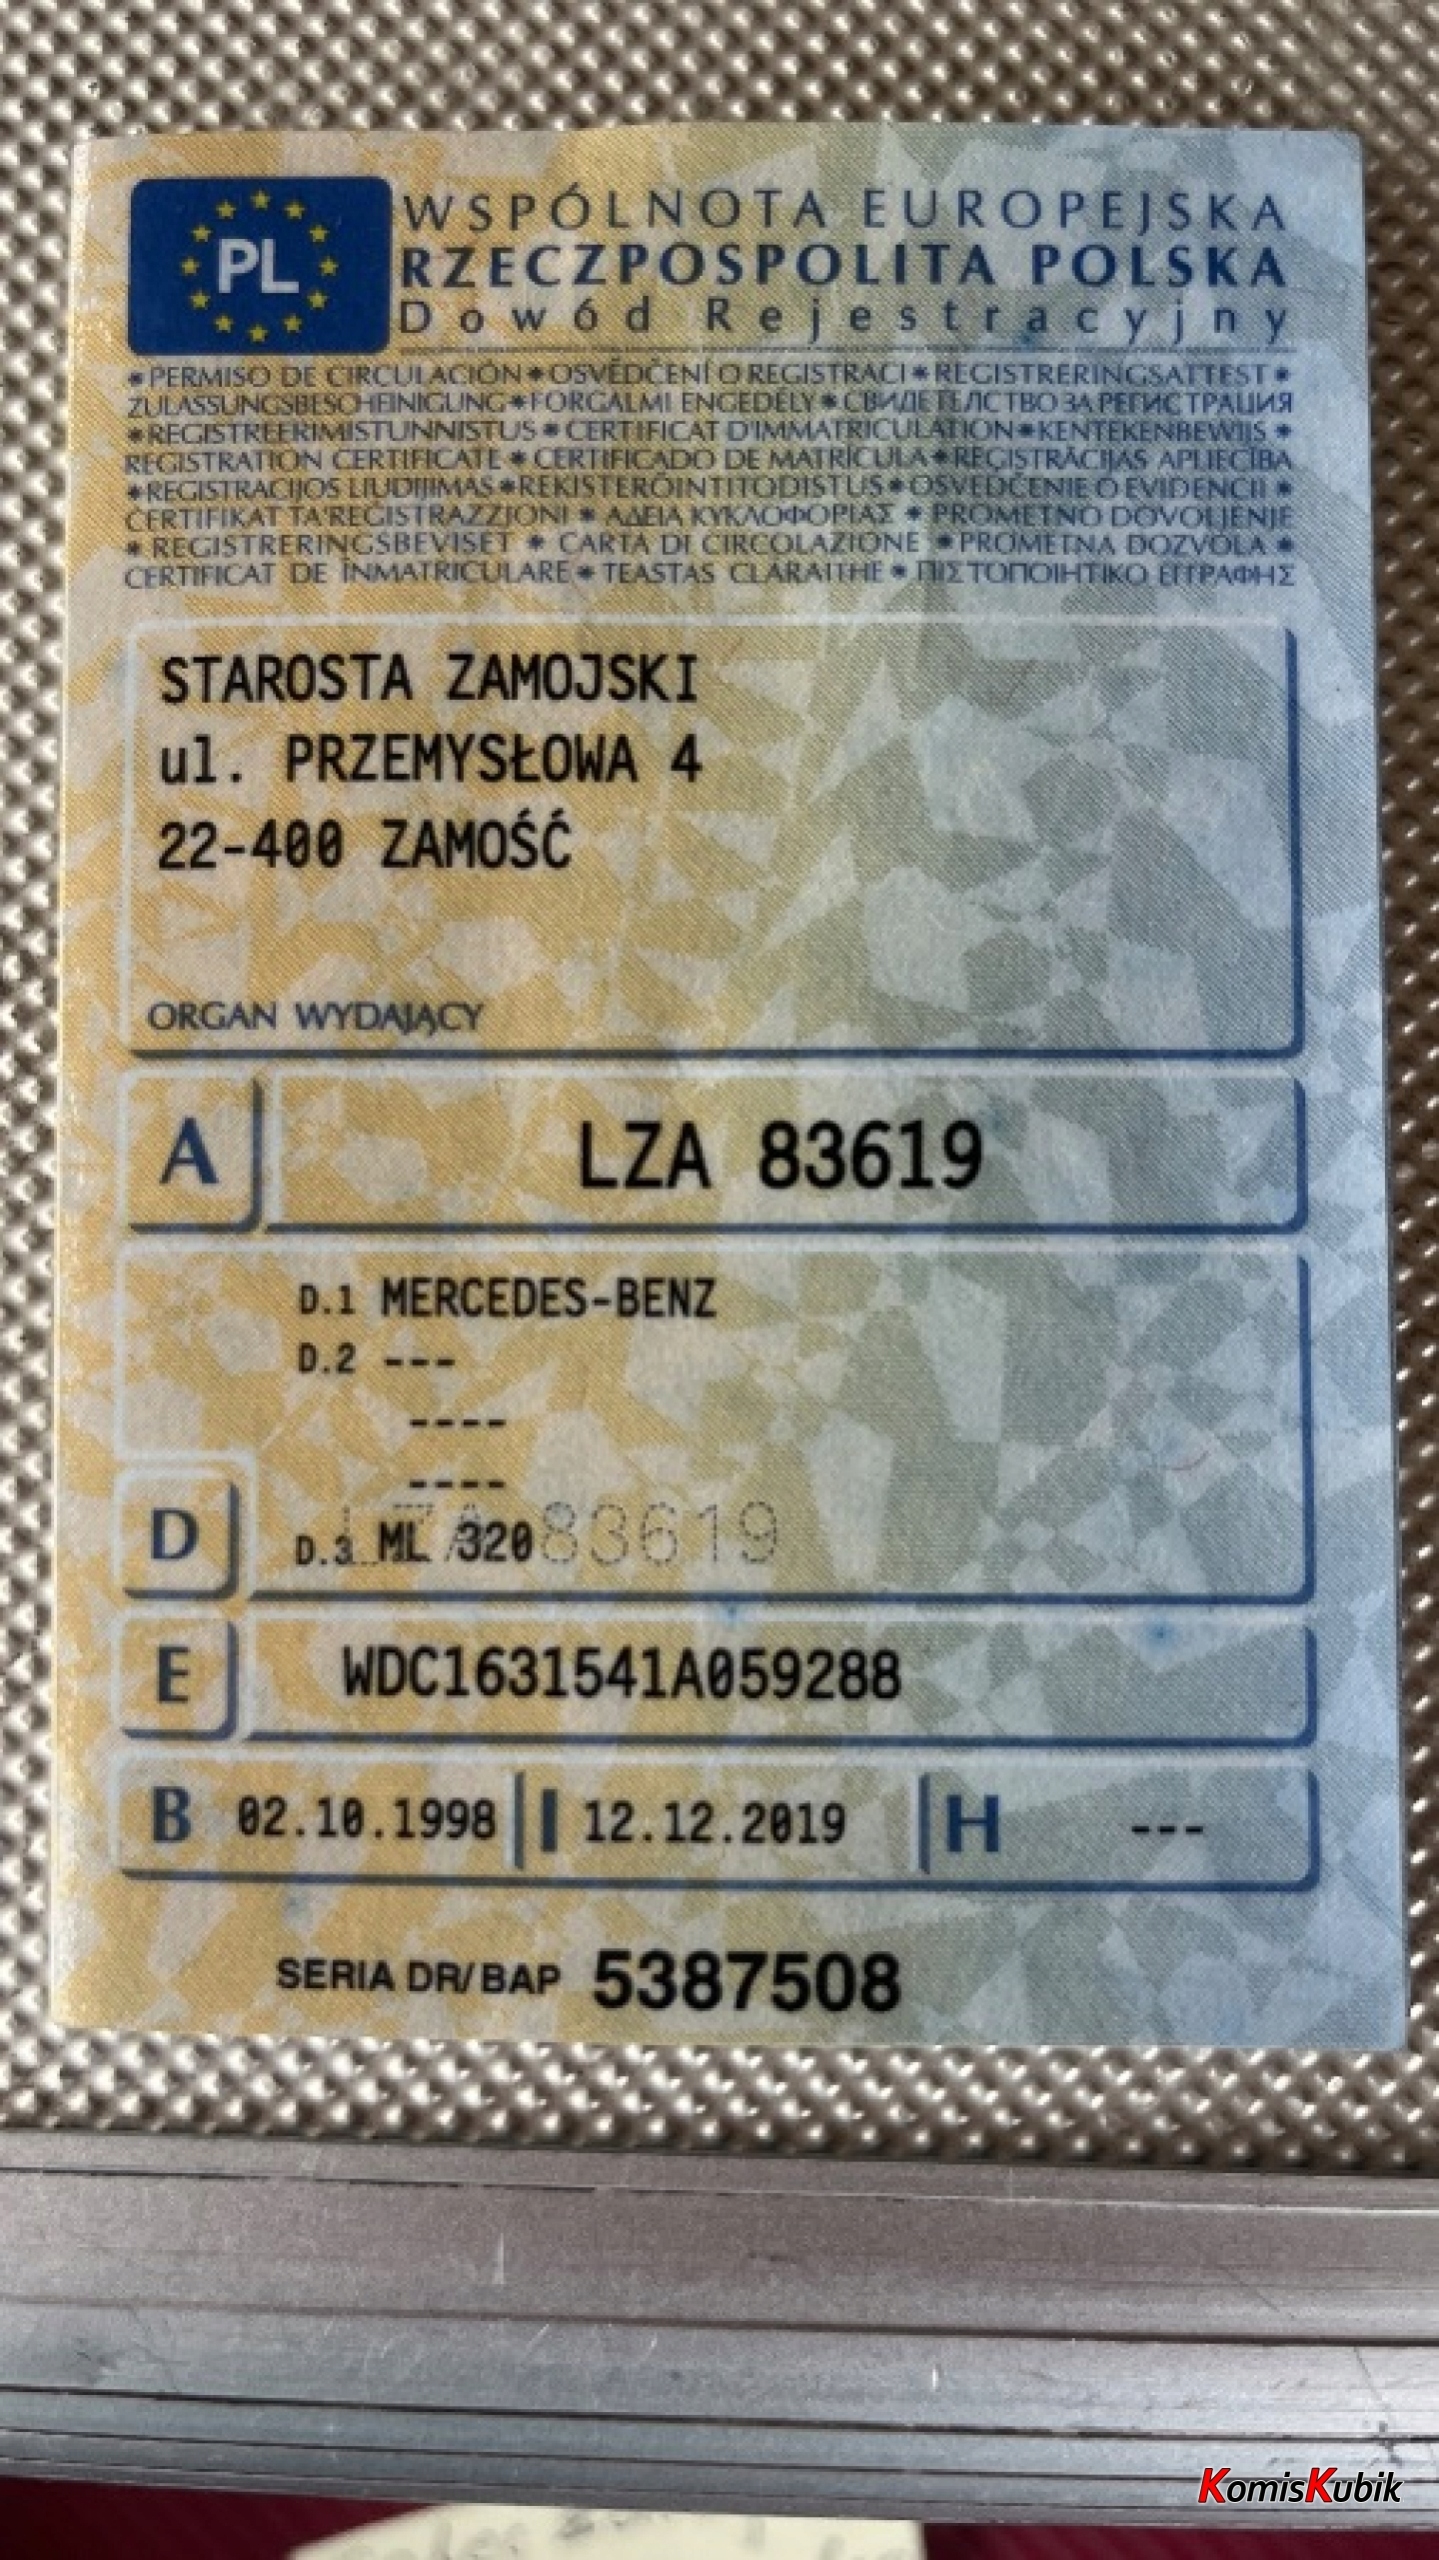 PL
WSPÓLNOTA EUROPEJSKA
RZECZPOSPOLITA POLSKA
Dowód Rejestracyjny
*PERMISO DE CIRCULACIÓN*OSVĚDČENÍ O REGISTRACI*REGISTRERINGSATTEST*
ZULASSUNGSBESCHEINIGUNG*FORGALMI ENGEDÉLY*СВИДЕТЕЛСТВО ЗА РЕГИСТРАЦИЯ
*REGISTREERIMISTUNNISTUS*CERTIFICAT D'IMMATRICULATION*KENTEKENBEWIJS*
REGISTRATION CERTIFICATE*CERTIFICADO DE MATRÍCULA*REĢISTRĀCIJAS APLIECĪBA
*REGISTRACIJOS LIUDIJIMAS*REKISTERÖINTITODISTUS*OSVEDČENIE O EVIDENCII*
ĊERTIFIKAT TA'REĠISTRAZZJONI*ΑΔΕΙΑ ΚΥΚΛΟΦΟΡΙΑΣ*PROMETNO DOVOLJENJE
*REGISTRERINGSBEVISET*CARTA DI CIRCOLAZIONE*PROMETNA DOZVOLA*
CERTIFICAT DE ÎNMATRICULARE*TEASTAS CLÁRAITHE*ΠΙΣΤΟΠΟΙΗΤΙΚΟ ΕΓΓΡΑΦΗΣ
STAROSTA ZAMOJSKI
ul. PRZEMYSŁOWA 4
22-400 ZAMOŚĆ
ORGAN WYDAJĄCY
A LZA 83619
D.1 MERCEDES-BENZ
D.2 ---
----
----
D D.3 ML 320
LZA 83619
E WDC1631541A059288
B 02.10.1998 I 12.12.2019 H ---
SERIA DR/BAP 5387508
KomisKubik